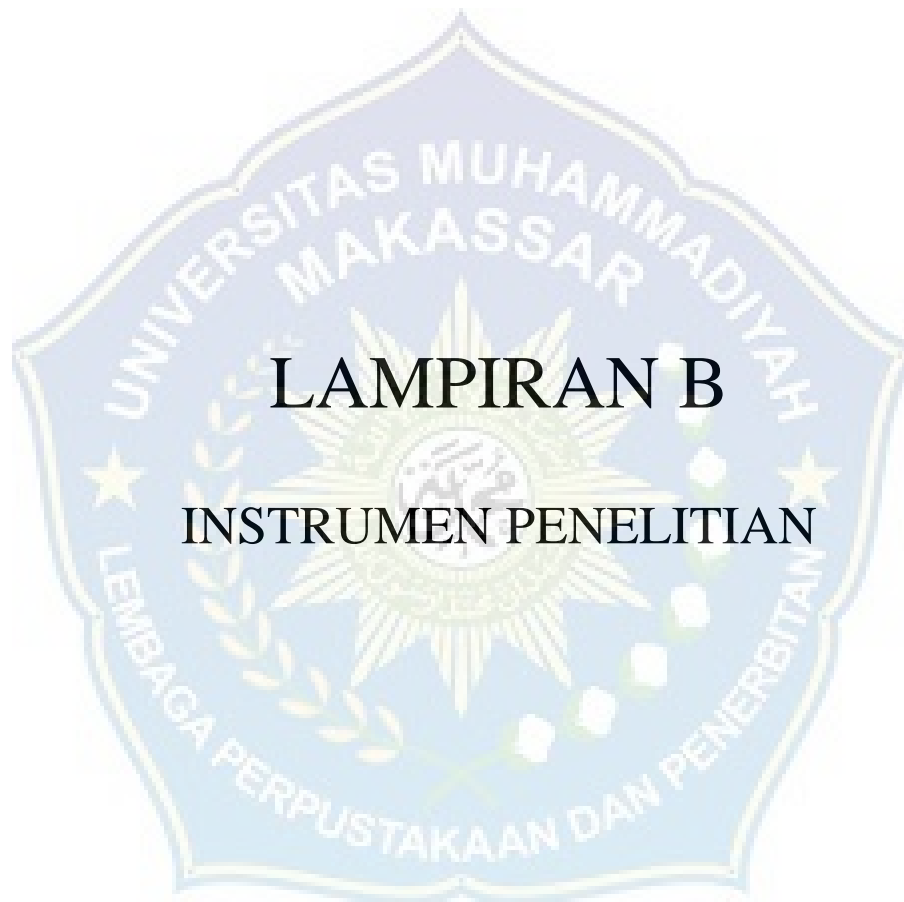 UNIVERSITAS MUHAMMADIYAH
MAKASSAR
LAMPIRAN B
INSTRUMEN PENELITIAN
LEMBAGA PERPUSTAKAAN DAN PENERBITAN